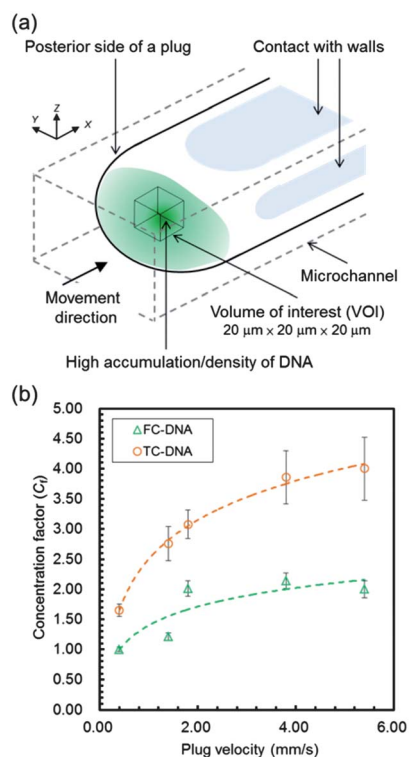 (a)
Posterior side of a plug
Contact with walls
Z
Y
X
Microchannel
Movement
direction
Volume of interest (VOI)
20 μm x 20 μm x 20 μm
High accumulation/density of DNA
(b)
5.00
4.50
4.00
3.50
3.00
2.50
2.00
1.50
1.00
0.50
0.00
Concentration factor (Cf)
FC-DNA
TC-DNA
0.00 2.00 4.00 6.00
Plug velocity (mm/s)